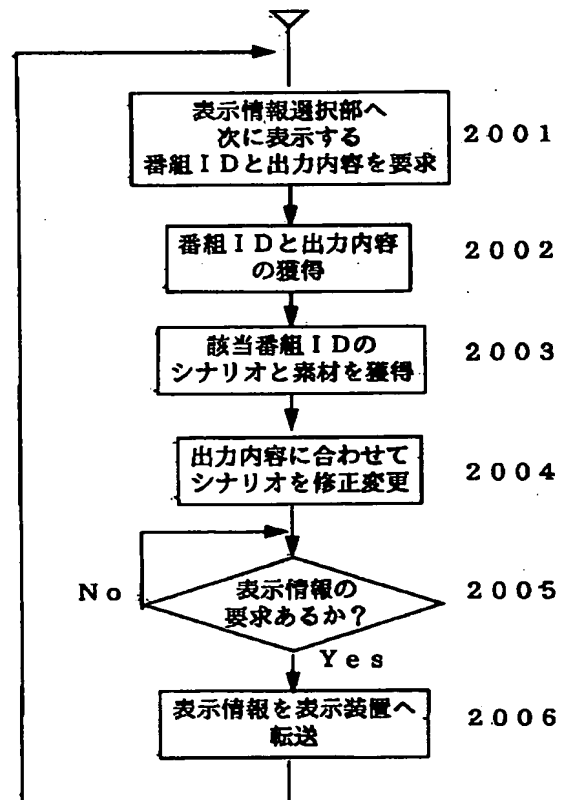 表示情報選択部へ
次に表示する
番組IDと出力内容を要求
2001
番組IDと出力内容
の獲得
2002
該当番組IDの
シナリオと素材を獲得
2003
出力内容に合わせて
シナリオを修正変更
2004
表示情報の
要求あるか?
2005
No
Yes
表示情報を表示装置へ
転送
2006